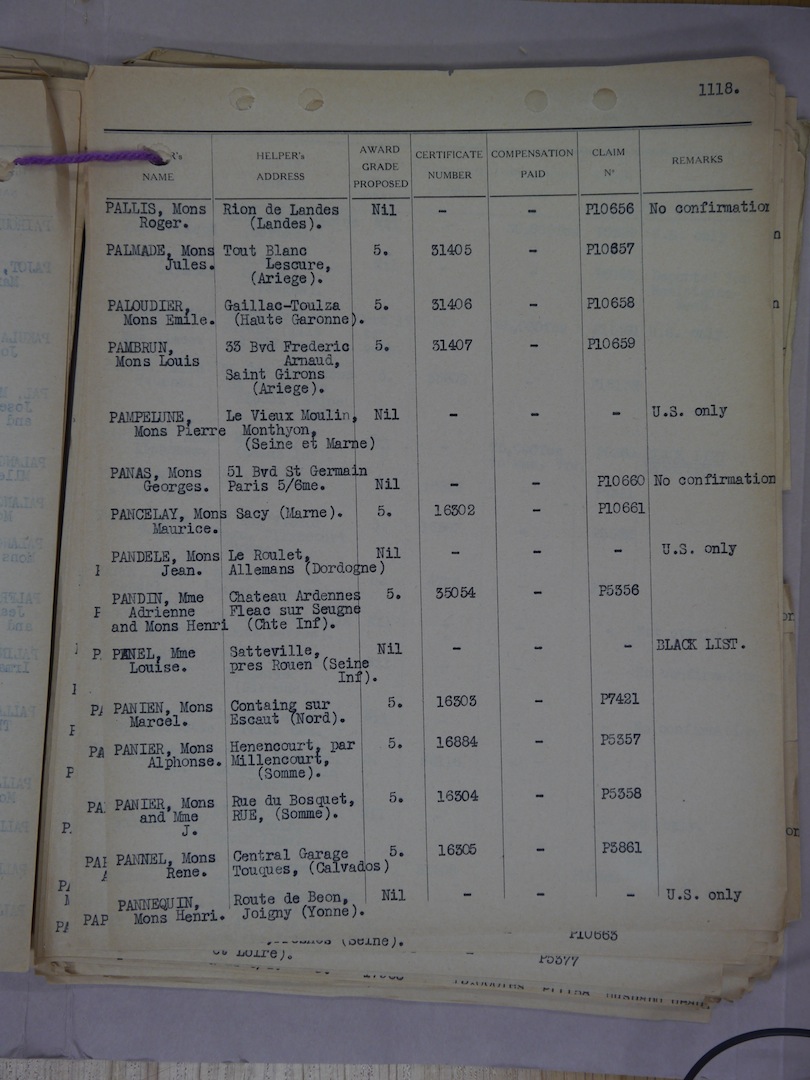 1118.
R's NAME HELPER's ADDRESS AWARD GRADE PROPOSED CERTIFICATE NUMBER COMPENSATION PAID CLAIM Nº REMARKS
PALLIS, Mons Rion de Landes Nil - - P10656 No confirmation
Roger. (Landes).
PALMADE, Mons Tout Blanc 5. 31405 - P10657
Jules. Lescure,
(Ariege).
PALOUDIER, Gaillac-Toulza 5. 31406 - P10658
Mons Emile. (Haute Garonne).
PAMBRUN, 33 Bvd Frederic 5. 31407 - P10659
Mons Louis Arnaud,
Saint Girons
(Ariege).
PAMPELUNE, Le Vieux Moulin, Nil - - - U.S. only
Mons Pierre Monthyon,
(Seine et Marne)
PANAS, Mons 51 Bvd St Germain
Georges. Paris 5/6me. Nil - - P10660 No confirmation
PANCELAY, Mons Sacy (Marne). 5. 16302 - P10661
Maurice.
PANDELE, Mons Le Roulet, Nil - - - U.S. only
Jean. Allemans (Dordogne)
PANDIN, Mme Chateau Ardennes 5. 35054 - P5356
Adrienne Fleac sur Seugne
and Mons Henri (Chte Inf).
PANEL, Mme Satteville, Nil - - - BLACK LIST.
Louise. pres Rouen (Seine
Inf).
PANIEN, Mons Containg sur 5. 16303 - P7421
Marcel. Escaut (Nord).
PANIER, Mons Henencourt, par 5. 16884 - P5357
Alphonse. Millencourt,
(Somme).
PANIER, Mons Rue du Bosquet, 5. 16304 - P5358
and Mme RUE, (Somme).
J.
PANNEL, Mons Central Garage 5. 16305 - P3861
Rene. Touques, (Calvados)
PANNEQUIN, Route de Beon, Nil - - - U.S. only
Mons Henri. Joigny (Yonne).
(Seine). P10663
Loire). - P5377